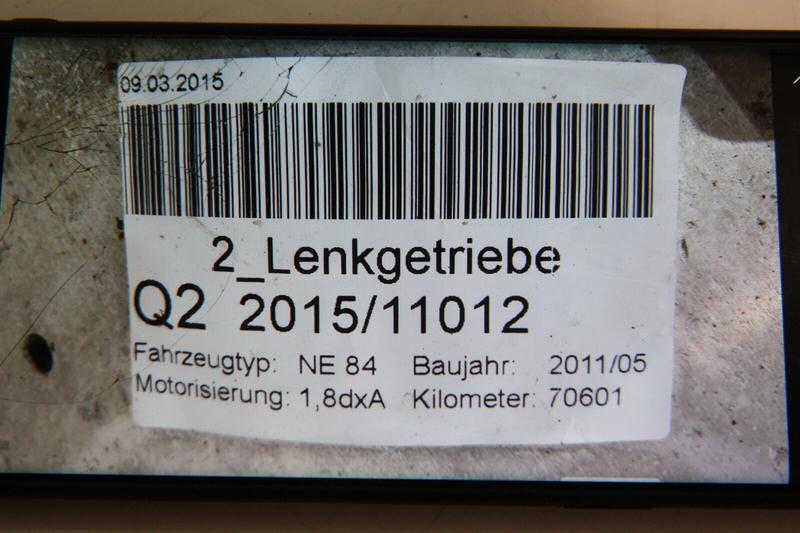 09.03.2015
2_Lenkgetriebe
Q2 2015/11012
Fahrzeugtyp: NE 84 Baujahr: 2011/05
Motorisierung: 1,8dxA Kilometer: 70601